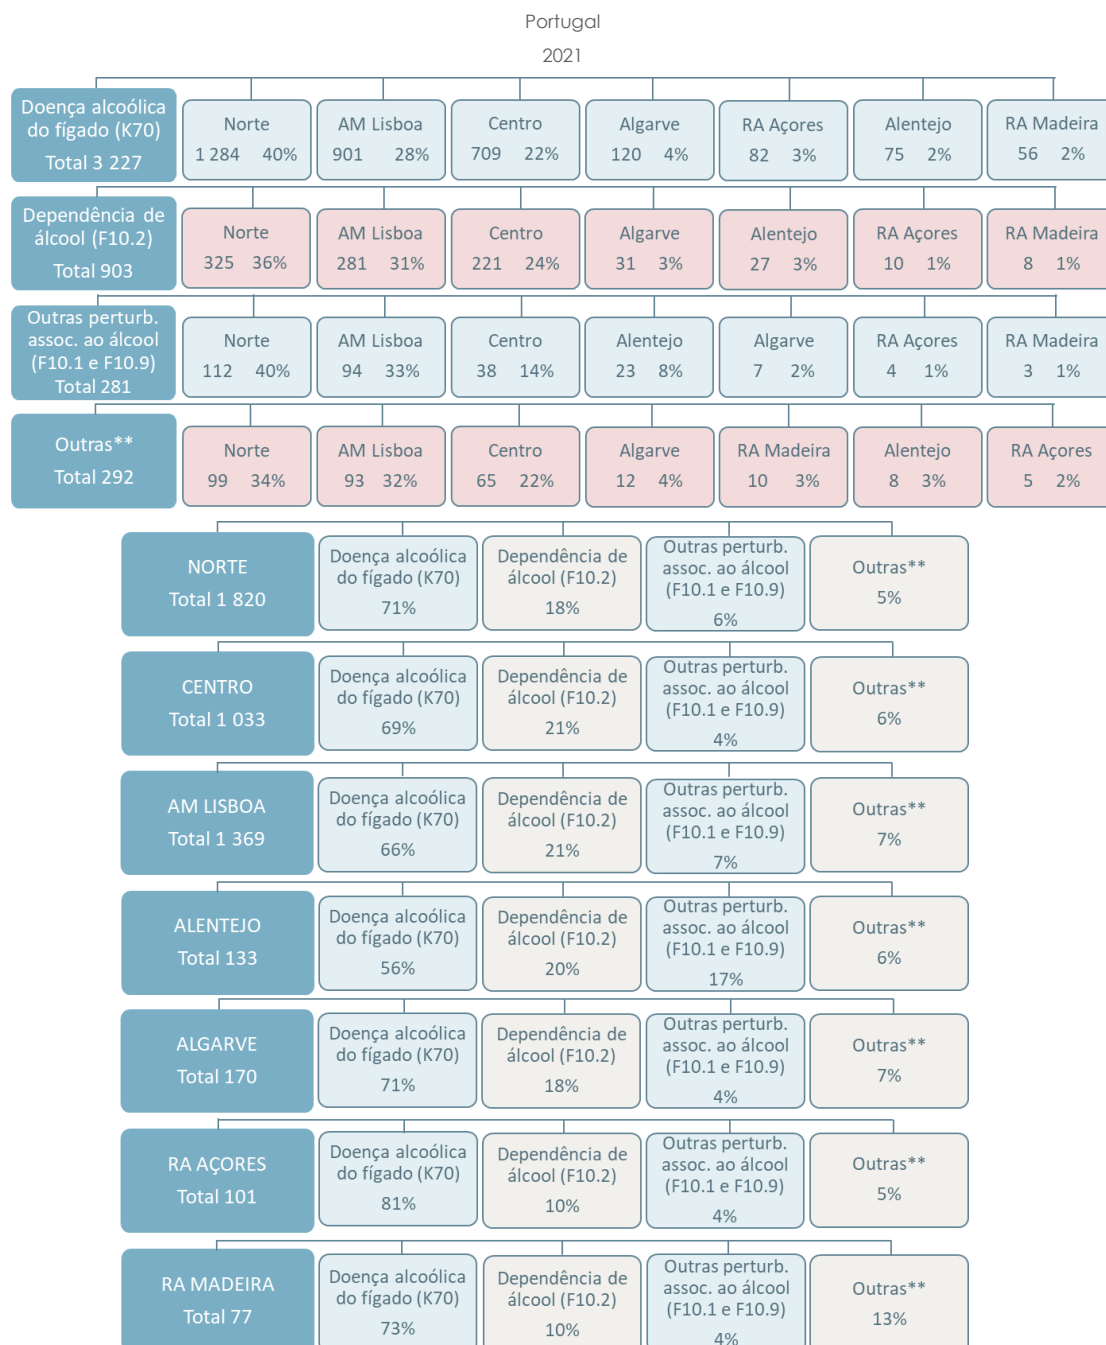 Portugal
2021
Doença alcoólica
do fígado (K70)
Total 3 227
Norte
1 284 40%
AM Lisboa
901 28%
Centro
709 22%
Algarve
120 4%
RA Açores
82 3%
Alentejo
75 2%
RA Madeira
56 2%
Dependência de
álcool (F10.2)
Total 903
Norte
325 36%
AM Lisboa
281 31%
Centro
221 24%
Algarve
31 3%
Alentejo
27 3%
RA Açores
10 1%
RA Madeira
8 1%
Outras perturb.
assoc. ao álcool
(F10.1 e F10.9)
Total 281
Norte
112 40%
AM Lisboa
94 33%
Centro
38 14%
Alentejo
23 8%
Algarve
7 2%
RA Açores
4 1%
RA Madeira
3 1%
Outras**
Total 292
Norte
99 34%
AM Lisboa
93 32%
Centro
65 22%
Algarve
12 4%
RA Madeira
10 3%
Alentejo
8 3%
RA Açores
5 2%
NORTE
Total 1 820
Doença alcoólica
do fígado (K70)
71%
Dependência de
álcool (F10.2)
18%
Outras perturb.
assoc. ao álcool
(F10.1 e F10.9)
6%
Outras**
5%
CENTRO
Total 1 033
Doença alcoólica
do fígado (K70)
69%
Dependência de
álcool (F10.2)
21%
Outras perturb.
assoc. ao álcool
(F10.1 e F10.9)
4%
Outras**
6%
AM LISBOA
Total 1 369
Doença alcoólica
do fígado (K70)
66%
Dependência de
álcool (F10.2)
21%
Outras perturb.
assoc. ao álcool
(F10.1 e F10.9)
7%
Outras**
7%
ALENTEJO
Total 133
Doença alcoólica
do fígado (K70)
56%
Dependência de
álcool (F10.2)
20%
Outras perturb.
assoc. ao álcool
(F10.1 e F10.9)
17%
Outras**
6%
ALGARVE
Total 170
Doença alcoólica
do fígado (K70)
71%
Dependência de
álcool (F10.2)
18%
Outras perturb.
assoc. ao álcool
(F10.1 e F10.9)
4%
Outras**
7%
RA AÇORES
Total 101
Doença alcoólica
do fígado (K70)
81%
Dependência de
álcool (F10.2)
10%
Outras perturb.
assoc. ao álcool
(F10.1 e F10.9)
4%
Outras**
5%
RA MADEIRA
Total 77
Doença alcoólica
do fígado (K70)
73%
Dependência de
álcool (F10.2)
10%
Outras perturb.
assoc. ao álcool
(F10.1 e F10.9)
4%
Outras**
13%